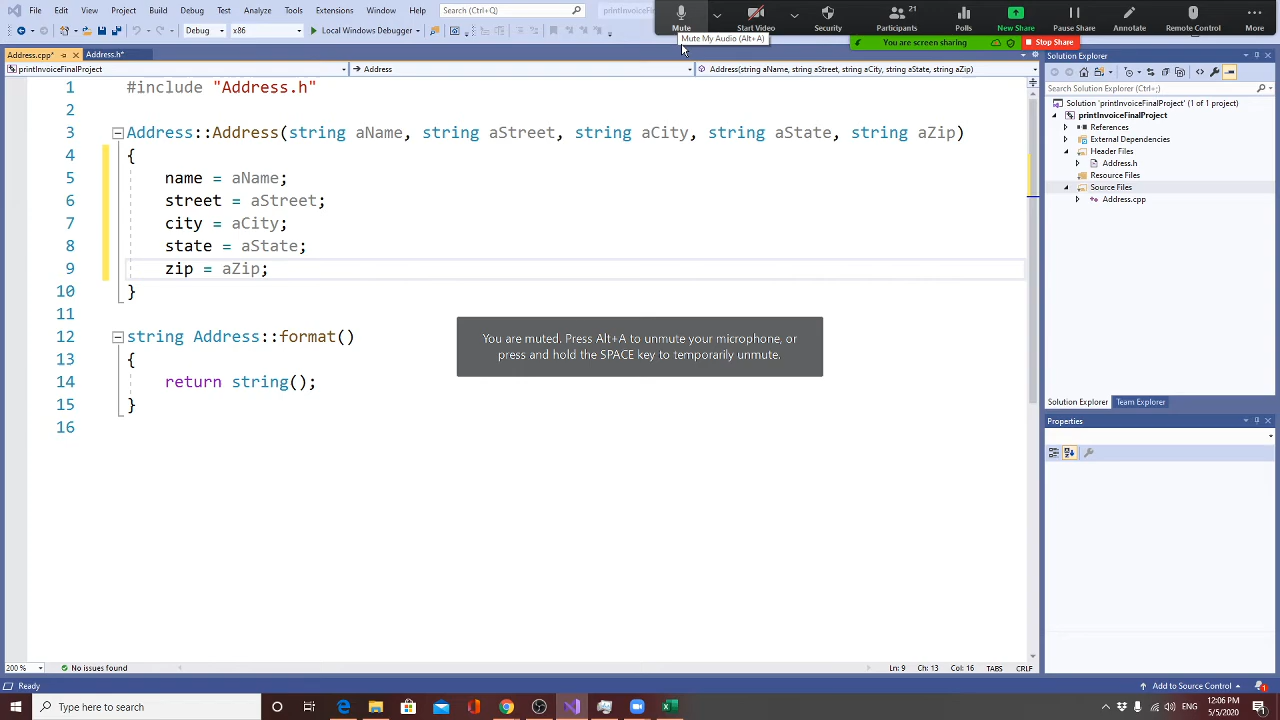 File Edit View Project Build Debug Test Analyze Tools Extensions Window Help Search (Ctrl+Q)
Mute Start Video Security 21 Participants Polls New Share Pause Share Annotate Remote Control More
Debug x86 Local Windows Debugger
Mute My Audio (Alt+A)
You are screen sharing Stop Share
Address.cpp* Address.h*
Solution Explorer
printInvoiceFinalProject Address Address(string aName, string aStreet, string aCity, string aState, string aZip)
Search Solution Explorer (Ctrl+;)
Solution 'printInvoiceFinalProject' (1 of 1 project)
printInvoiceFinalProject
References
External Dependencies
Header Files
Address.h
Resource Files
Source Files
Address.cpp
1 #include "Address.h"
2
3 Address::Address(string aName, string aStreet, string aCity, string aState, string aZip)
4 {
5 name = aName;
6 street = aStreet;
7 city = aCity;
8 state = aState;
9 zip = aZip;
10 }
11
12 string Address::format()
13 {
14 return string();
15 }
16
You are muted. Press Alt+A to unmute your microphone, or
press and hold the SPACE key to temporarily unmute.
Solution Explorer Team Explorer
Properties
200 % No issues found Ln: 9 Ch: 13 Col: 16 TABS CRLF
Ready Add to Source Control 1
Type here to search
ENG 12:06 PM
5/5/2020